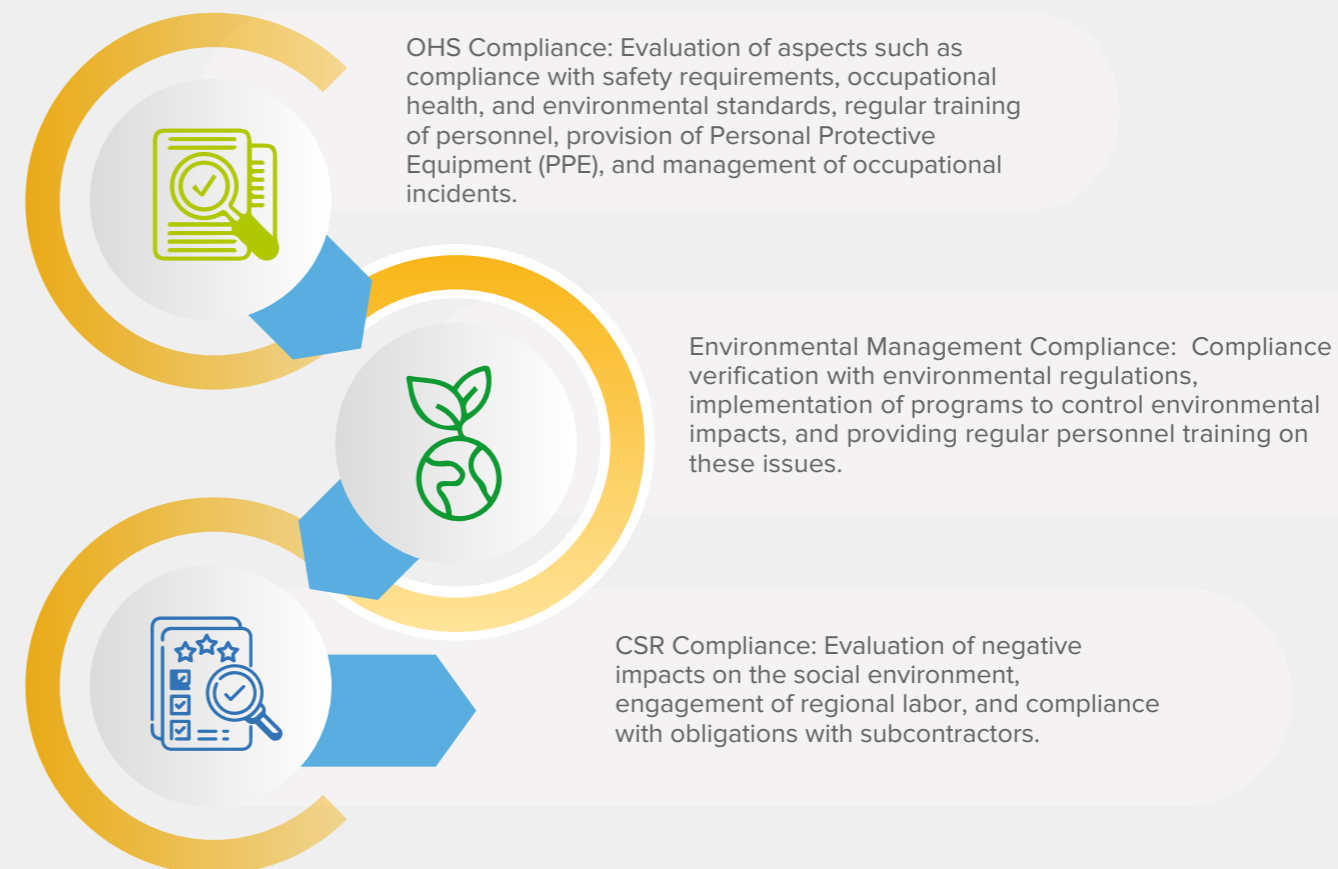 OHS Compliance: Evaluation of aspects such as
compliance with safety requirements, occupational
health, and environmental standards, regular training
of personnel, provision of Personal Protective
Equipment (PPE), and management of occupational
incidents.
Environmental Management Compliance:  Compliance
verification with environmental regulations,
implementation of programs to control environmental
impacts, and providing regular personnel training on
these issues.
CSR Compliance: Evaluation of negative
impacts on the social environment,
engagement of regional labor, and compliance
with obligations with subcontractors.